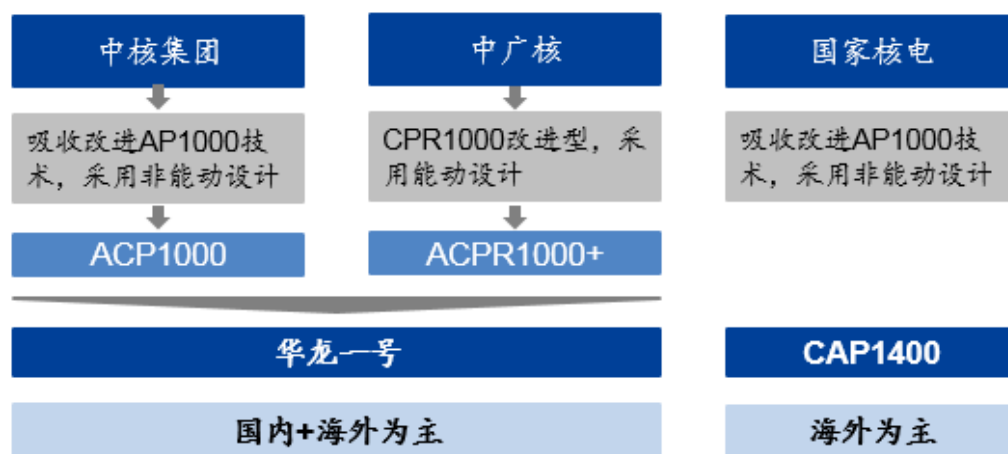 中核集团
中广核
国家核电
吸收改进AP1000技
术，采用非能动设计
CPR1000改进型，采
用能动设计
吸收改进AP1000技
术，采用非能动设计
ACP1000
ACPR1000+
华龙一号
CAP1400
国内+海外为主
海外为主